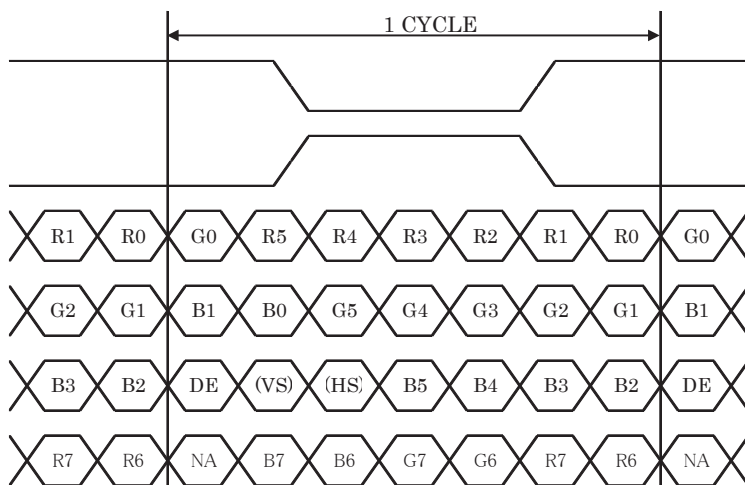 1 CYCLE
R1 R0 G0 R5 R4 R3 R2 R1 R0 G0
G2 G1 B1 B0 G5 G4 G3 G2 G1 B1
B3 B2 DE (VS) (HS) B5 B4 B3 B2 DE
R7 R6 NA B7 B6 G7 G6 R7 R6 NA